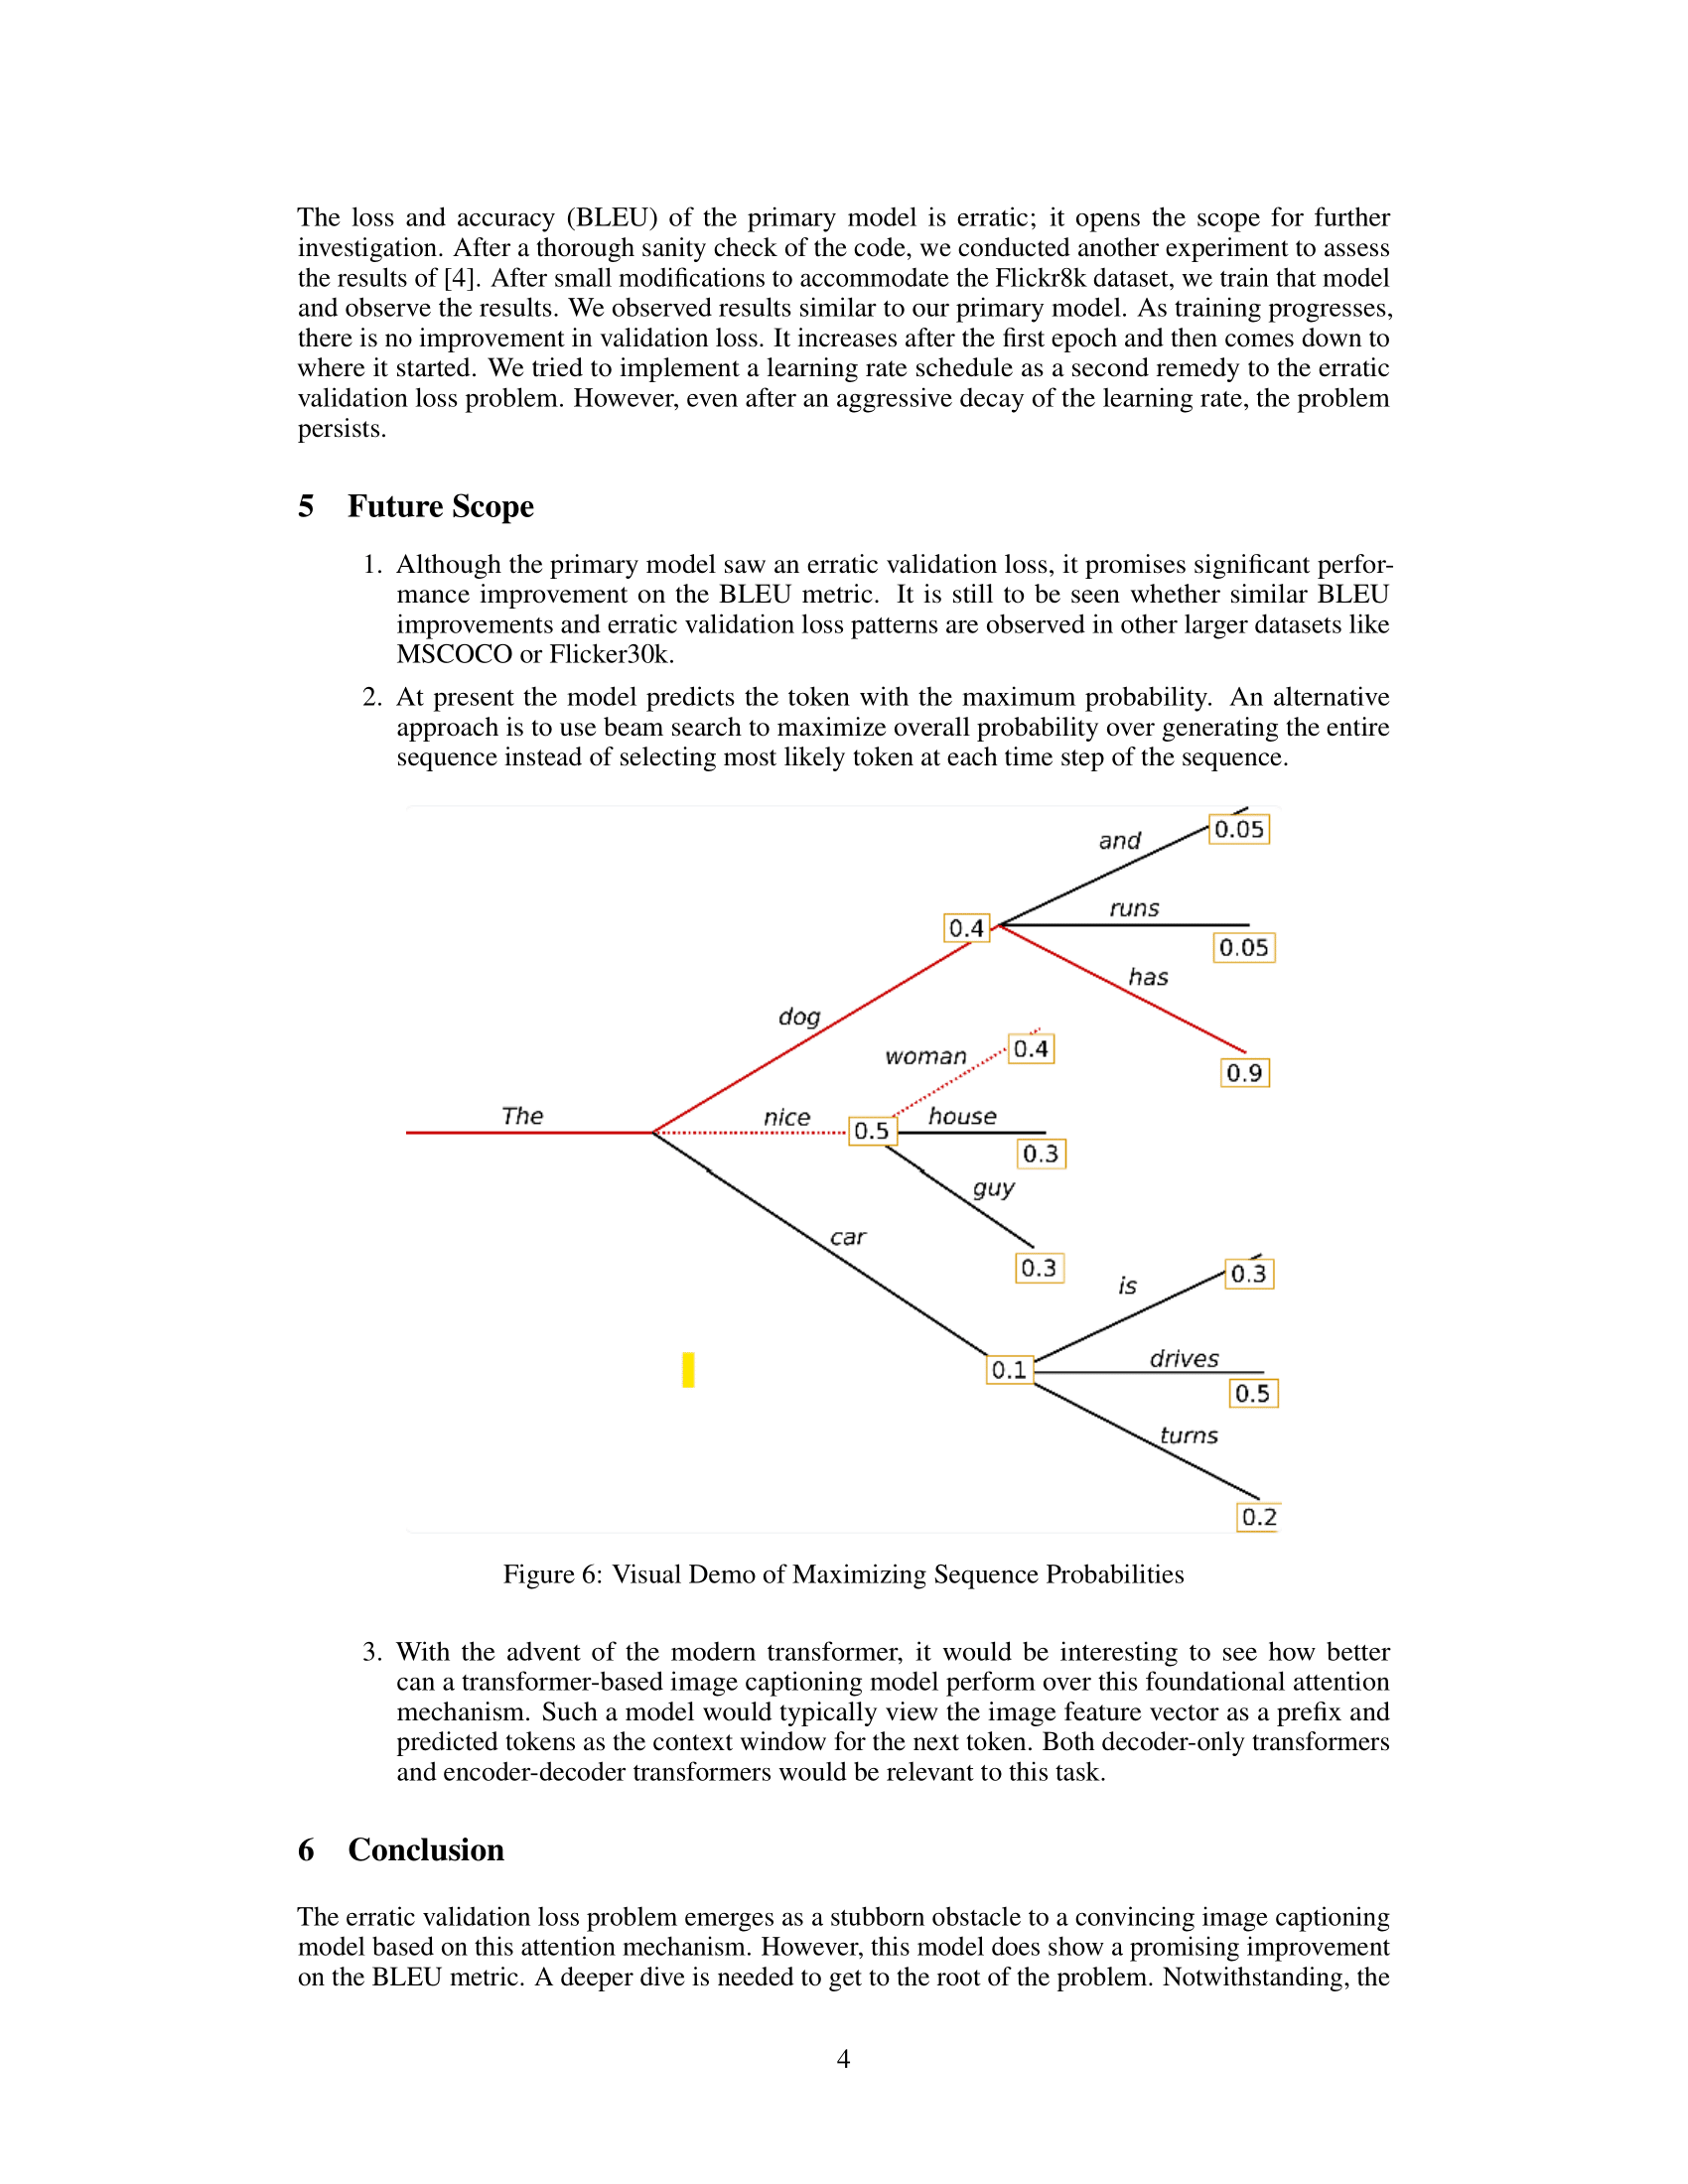 The loss and accuracy (BLEU) of the primary model is erratic; it opens the scope for further
investigation. After a thorough sanity check of the code, we conducted another experiment to assess
the results of [4]. After small modifications to accommodate the Flickr8k dataset, we train that model
and observe the results. We observed results similar to our primary model. As training progresses,
there is no improvement in validation loss. It increases after the first epoch and then comes down to
where it started. We tried to implement a learning rate schedule as a second remedy to the erratic
validation loss problem. However, even after an aggressive decay of the learning rate, the problem
persists.
5 Future Scope
1. Although the primary model saw an erratic validation loss, it promises significant perfor-
mance improvement on the BLEU metric. It is still to be seen whether similar BLEU
improvements and erratic validation loss patterns are observed in other larger datasets like
MSCOCO or Flicker30k.
2. At present the model predicts the token with the maximum probability. An alternative
approach is to use beam search to maximize overall probability over generating the entire
sequence instead of selecting most likely token at each time step of the sequence.
0.05
and
runs
0.4
0.05
has
dog
woman
0.4
0.9
The
nice
house
0.5
0.3
guy
car
0.3
0.3
is
drives
0.1
0.5
turns
0.2
Figure 6: Visual Demo of Maximizing Sequence Probabilities
3. With the advent of the modern transformer, it would be interesting to see how better
can a transformer-based image captioning model perform over this foundational attention
mechanism. Such a model would typically view the image feature vector as a prefix and
predicted tokens as the context window for the next token. Both decoder-only transformers
and encoder-decoder transformers would be relevant to this task.
6 Conclusion
The erratic validation loss problem emerges as a stubborn obstacle to a convincing image captioning
model based on this attention mechanism. However, this model does show a promising improvement
on the BLEU metric. A deeper dive is needed to get to the root of the problem. Notwithstanding, the
4